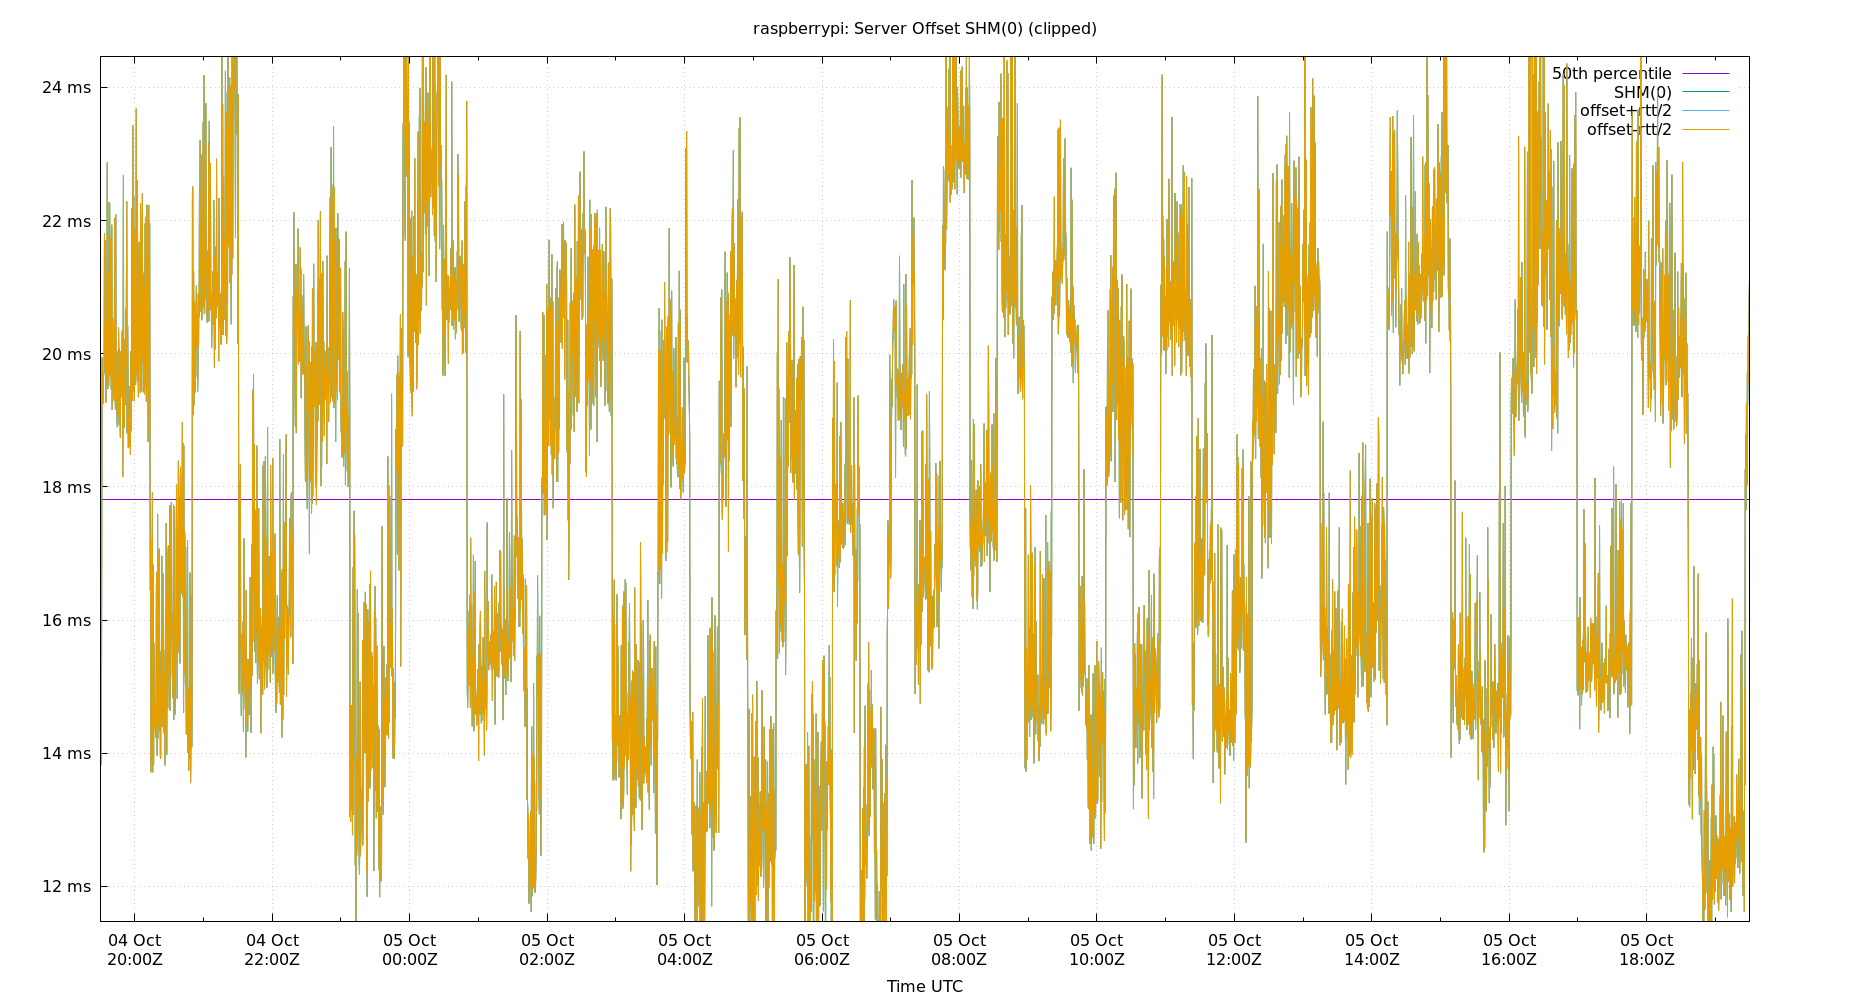 raspberrypi: Server Offset SHM(0) (clipped)
50th percentile
SHM(0)
offset+rtt/2
offset-rtt/2
24 ms
22 ms
20 ms
18 ms
16 ms
14 ms
12 ms
04 Oct 04 Oct 05 Oct 05 Oct 05 Oct 05 Oct 05 Oct 05 Oct 05 Oct 05 Oct 05 Oct 05 Oct
20:00Z 22:00Z 00:00Z 02:00Z 04:00Z 06:00Z 08:00Z 10:00Z 12:00Z 14:00Z 16:00Z 18:00Z
Time UTC